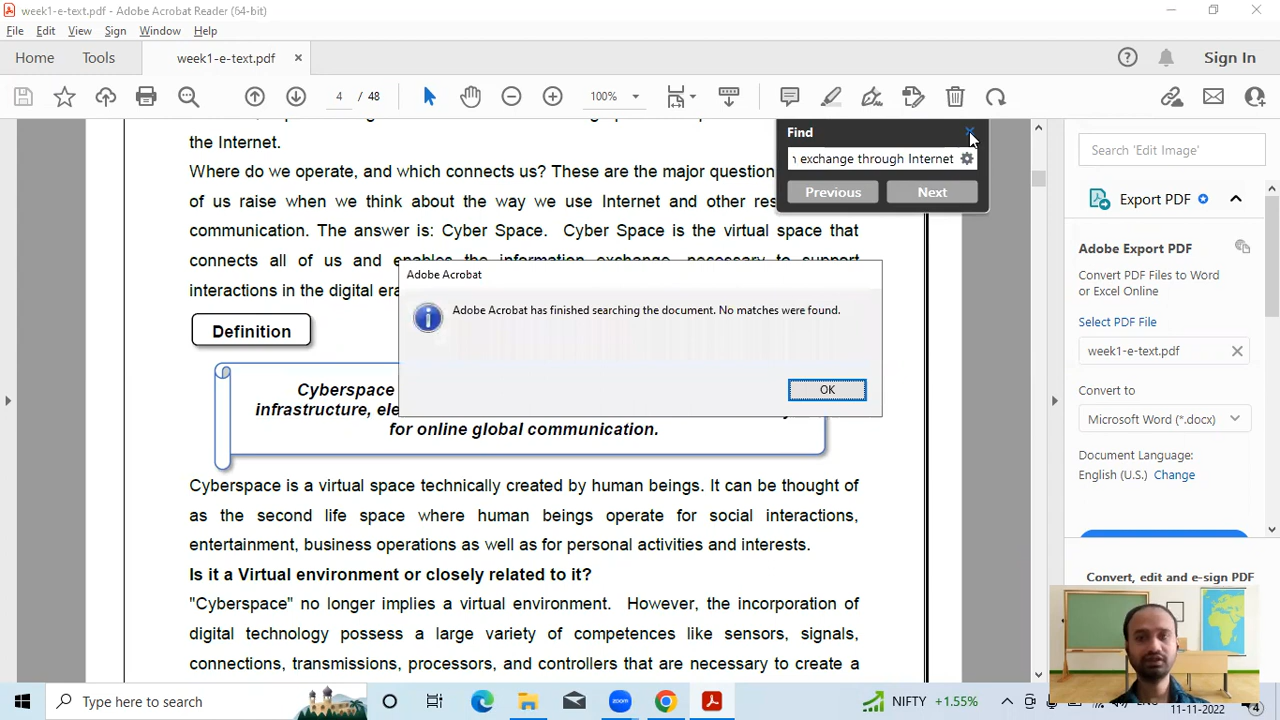 week1-e-text.pdf - Adobe Acrobat Reader (64-bit)
File Edit View Sign Window Help
Home Tools week1-e-text.pdf × Sign In
4 / 48 100%
the Internet.
Where do we operate, and which connects us? These are the major question
of us raise when we think about the way we use Internet and other res
communication. The answer is: Cyber Space. Cyber Space is the virtual space that
connects all of us and enables the information exchange necessary to support
interactions in the digital era
Find
exchange through Internet
Previous Next
Adobe Acrobat
Adobe Acrobat has finished searching the document. No matches were found.
OK
Definition
Cyberspace
infrastructure, ele
for online global communication.
Cyberspace is a virtual space technically created by human beings. It can be thought of
as the second life space where human beings operate for social interactions,
entertainment, business operations as well as for personal activities and interests.
Is it a Virtual environment or closely related to it?
"Cyberspace" no longer implies a virtual environment. However, the incorporation of
digital technology possess a large variety of competences like sensors, signals,
connections, transmissions, processors, and controllers that are necessary to create a
Search 'Edit Image'
Export PDF
Adobe Export PDF
Convert PDF Files to Word
or Excel Online
Select PDF File
week1-e-text.pdf
Convert to
Microsoft Word (*.docx)
Document Language:
English (U.S.) Change
Convert, edit and e-sign PDF
Type here to search
NIFTY +1.55%
11-11-2022